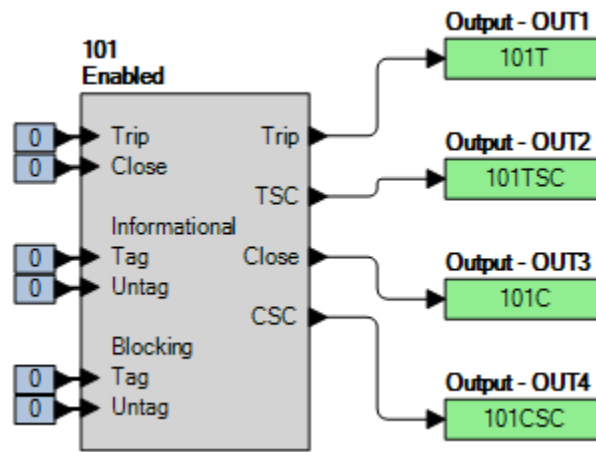 101
Enabled
0 Trip
0 Close
Informational
0 Tag
0 Untag
Blocking
0 Tag
0 Untag
Trip
TSC
Close
CSC
Output - OUT1
101T
Output - OUT2
101TSC
Output - OUT3
101C
Output - OUT4
101CSC